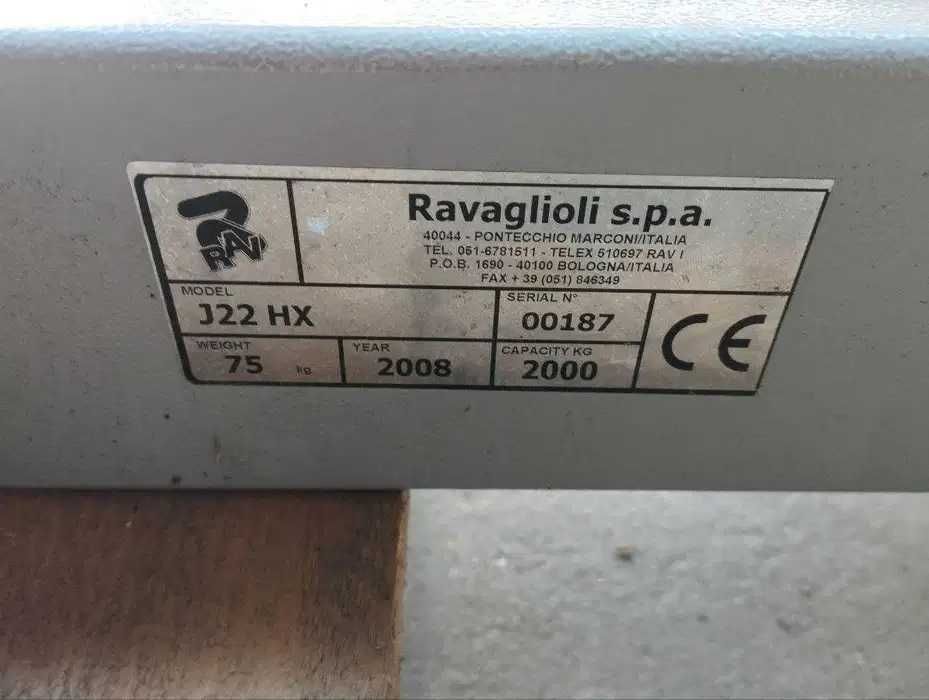 RAV
Ravaglioli s.p.a.
40044 - PONTECCHIO MARCONI/ITALIA
TEL. 051-6781511 - TELEX 510697 RAV I
P.O.B. 1690 - 40100 BOLOGNA/ITALIA
FAX + 39 (051) 846349
MODEL
J22 HX
SERIAL N°
00187
WEIGHT
75 kg
YEAR
2008
CAPACITY KG
2000
CE